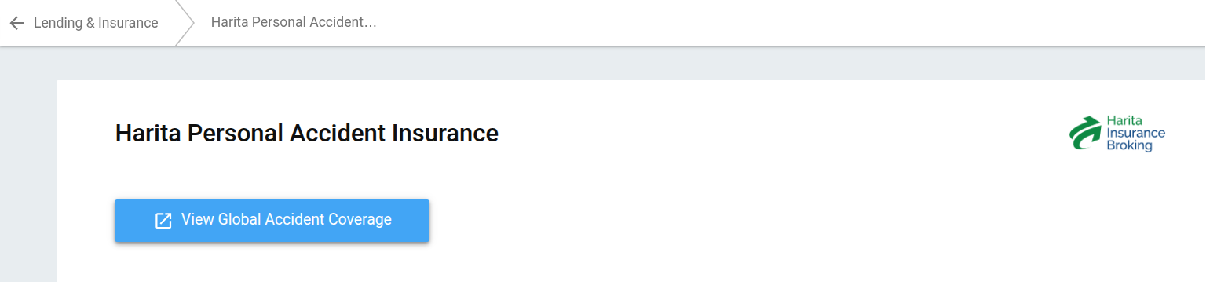 Lending & Insurance
Harita Personal Accident...
Harita Personal Accident Insurance
Harita
Insurance
Broking
View Global Accident Coverage